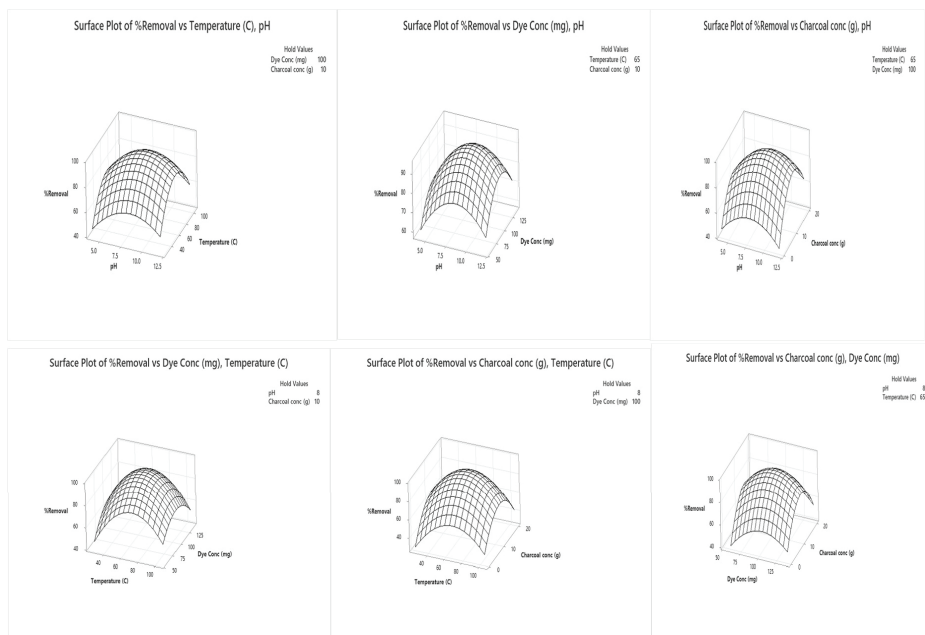 Surface Plot of %Removal vs Temperature (C), pH
Hold Values
Dye Conc (mg) 100
Charcoal conc (g) 10
100
80
60
40
%Removal
5.0
7.5
10.0
12.5
pH
40
60
80
100
Temperature (C)
Surface Plot of %Removal vs Dye Conc (mg), pH
Hold Values
Temperature (C) 65
Charcoal conc (g) 10
90
80
70
60
%Removal
5.0
7.5
10.0
12.5
pH
50
75
100
125
Dye Conc (mg)
Surface Plot of %Removal vs Charcoal conc (g), pH
Hold Values
Temperature (C) 65
Dye Conc (mg) 100
100
80
60
40
%Removal
5.0
7.5
10.0
12.5
pH
0
10
20
Charcoal conc (g)
Surface Plot of %Removal vs Dye Conc (mg), Temperature (C)
Hold Values
pH 8
Charcoal conc (g) 10
100
80
60
40
%Removal
40
60
80
100
Temperature (C)
50
75
100
125
Dye Conc (mg)
Surface Plot of %Removal vs Charcoal conc (g), Temperature (C)
Hold Values
pH 8
Dye Conc (mg) 100
100
80
60
40
%Removal
40
60
80
100
Temperature (C)
0
10
20
Charcoal conc (g)
Surface Plot of %Removal vs Charcoal conc (g), Dye Conc (mg)
Hold Values
pH 8
Temperature (C) 65
100
80
60
40
%Removal
50
75
100
125
Dye Conc (mg)
0
10
20
Charcoal conc (g)